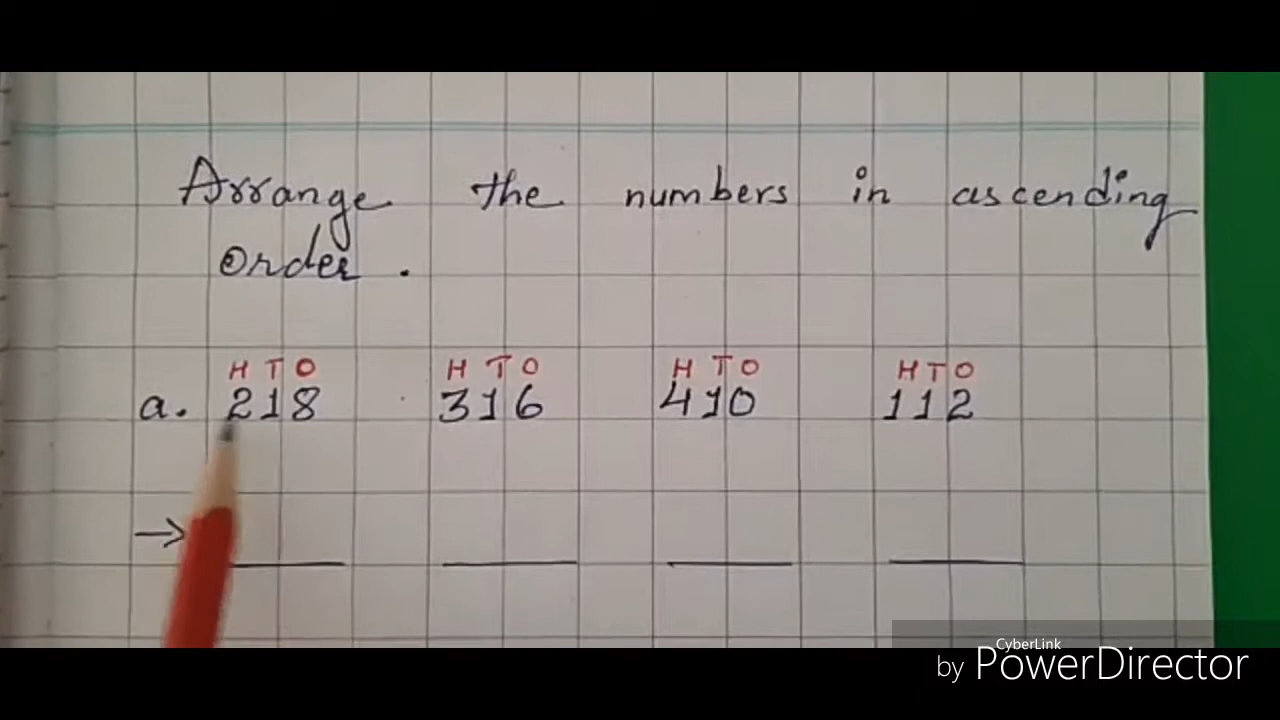 Arrange the numbers in ascending
order.
H T O H T O H T O H T O
a. 218 316 410 112
→
CyberLink
by PowerDirector